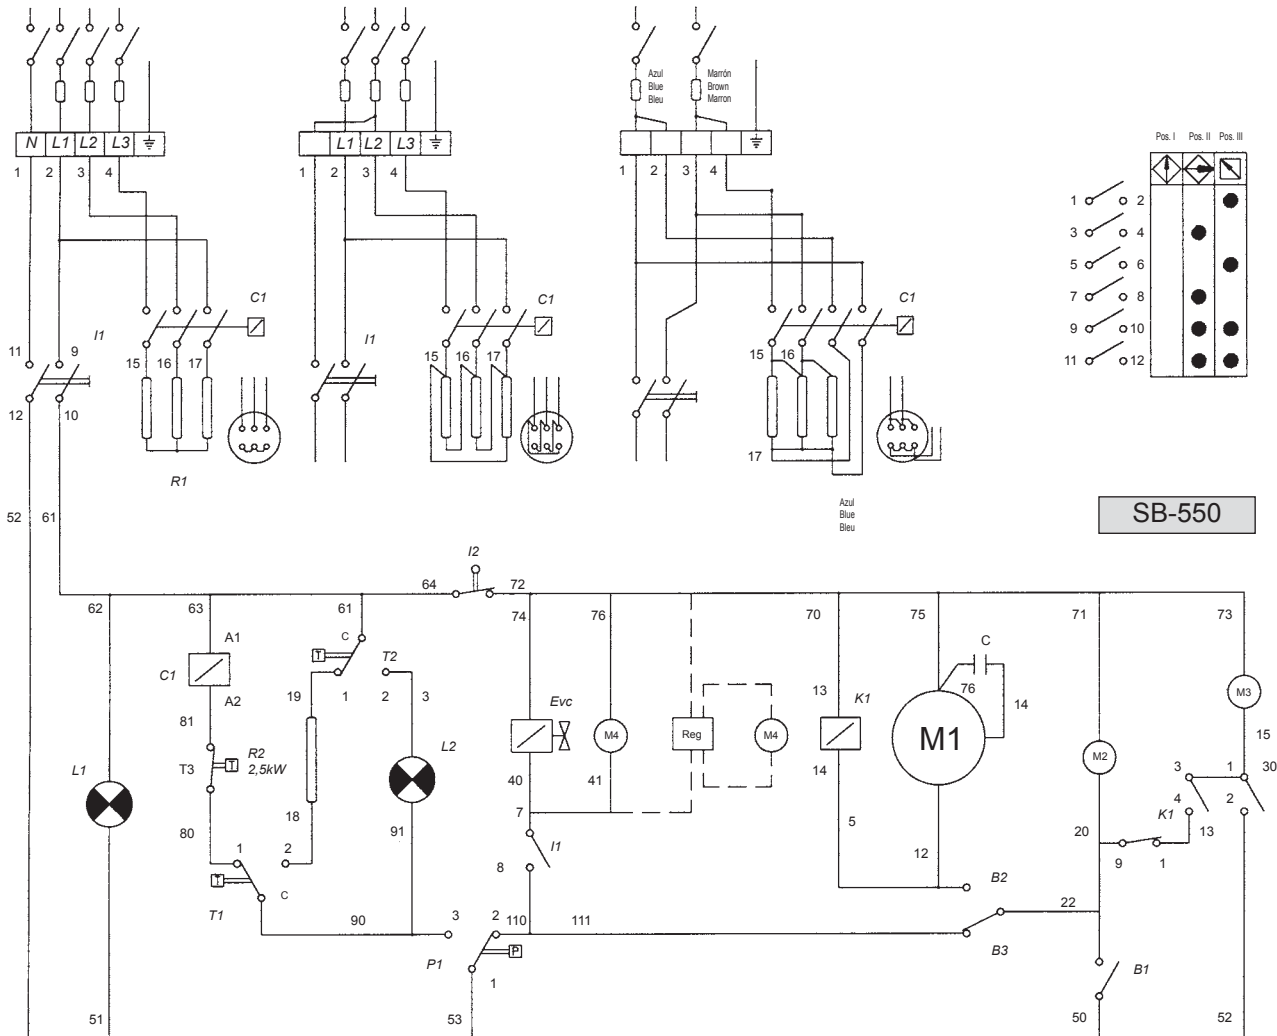 Azul
Blue
Bleu
Marrón
Brown
Marron
N L1 L2 L3
L1 L2 L3
1 2 3 4
1 2 3 4
1 2 3 4
Pos. I Pos. II Pos. III
1 2
3 4
5 6
7 8
9 10
11 12
C1
C1
C1
11 9 I1
15 16 17
I1
15 16 17
15 16
12 10
17
R1
Azul
Blue
Bleu
52 61
SB-550
I2
62 63 61 64 72
74 76 70 75 71 73
A1
C
T
T2
C
C1
A2
19 1 2 3
Evc
13 K1
76
14
M3
81
M4
Reg
M4
M1
15
L1
T3
T
R2
2,5kW
L2
40 41
14
M2
3 1 30
18
7
4 2
K1
80
91
5
20
13
1 2
I1
12
9 1
T
C
8
B2
T1
90
3 2 110 111
22
P1
P
B3
1
B1
51 53 50 52